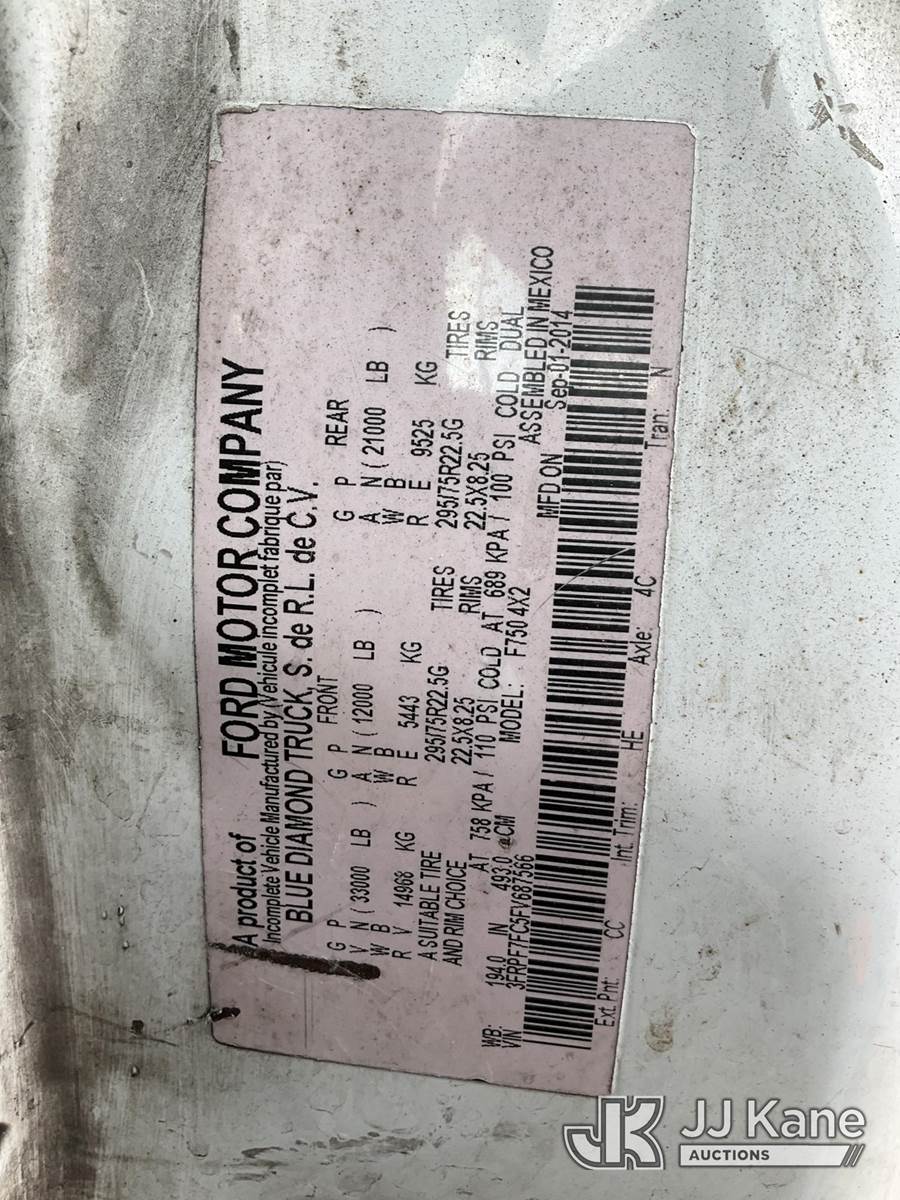 A product of FORD MOTOR COMPANY
Incomplete Vehicle Manufactured by (Vehicule incomplet fabrique par)
BLUE DIAMOND TRUCK, S. de R.L. de C.V.
FRONT REAR
G P G P G P
V N ( 33000 LB ) A N ( 12000 LB ) A N ( 21000 LB )
W B W B W B
R V 14968 KG R E 5443 KG R E 9525 KG
A SUITABLE TIRE 295/75R22.5G TIRES 295/75R22.5G TIRES
AND RIM CHOICE 22.5X8.25 RIMS 22.5X8.25 RIMS
AT 758 KPA / 110 PSI COLD AT 689 KPA / 100 PSI COLD DUAL
WB: 194.0 IN 493.0 CM MODEL: F750 4X2 ASSEMBLED IN MEXICO
VIN 3FRPF7FC5FV687566 MFD ON Sep-01-2014
Ext. Pnt: CC Int. Trim: HE Axle: 4C Tran: N
JK JJ Kane
AUCTIONS